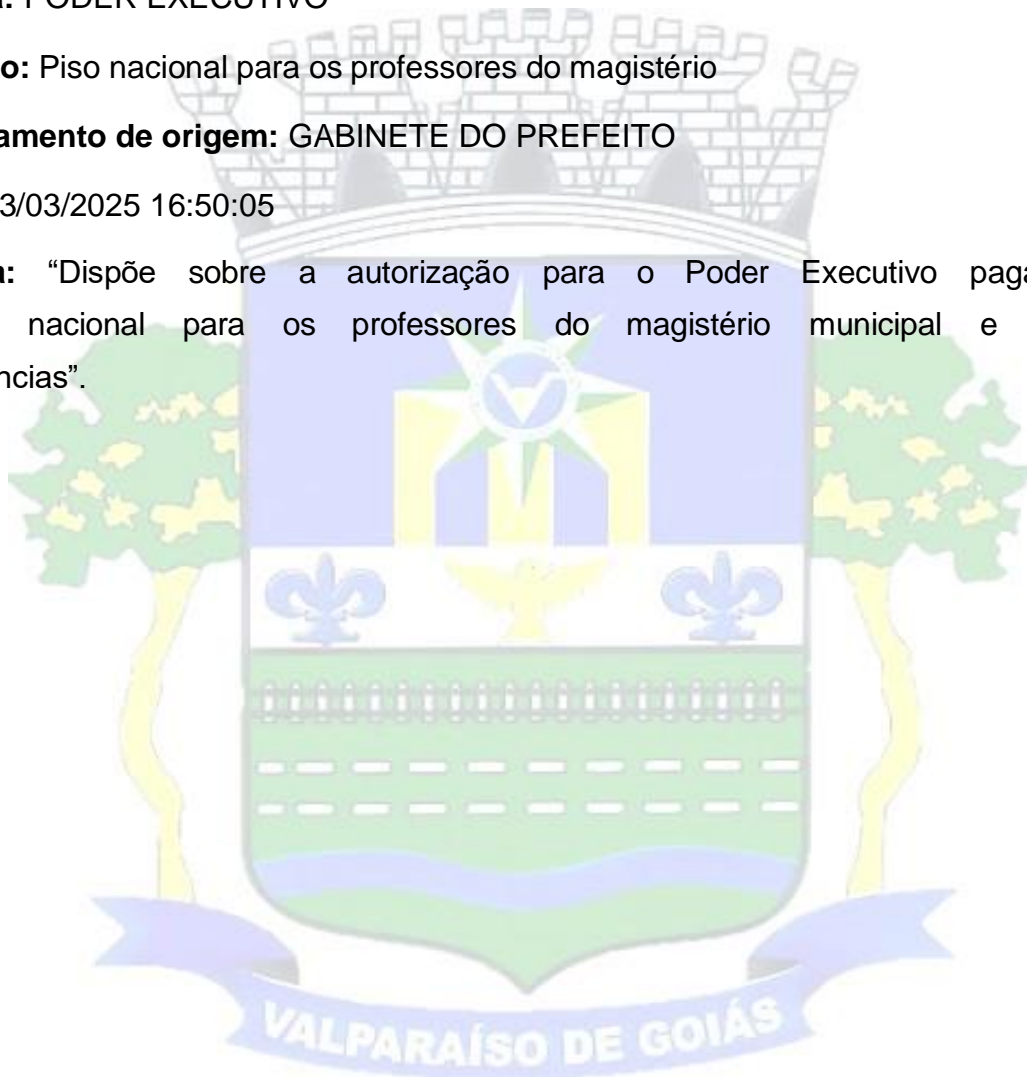 a: PODER EXECUTIVO
o: Piso nacional para os professores do magistério
amento de origem: GABINETE DO PREFEITO
3/03/2025 16:50:05
a: “Dispõe sobre a autorização para o Poder Executivo paga
nacional para os professores do magistério municipal e
ncias”.
VALPARAÍSO DE GOIÁS